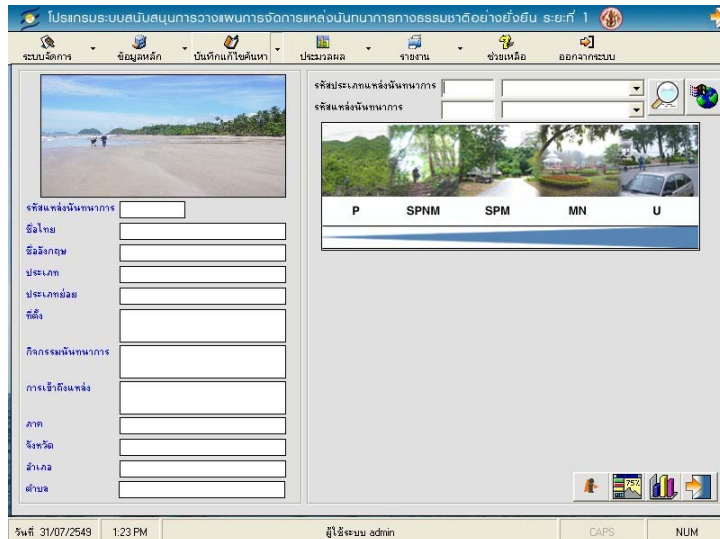 โปรแกรมระบบสนับสนุนการวางแผนการจัดการแหล่งนันทนาการทางธรรมชาติอย่างยั่งยืน ระยะที่ 1
ระบบจัดการ ข้อมูลหลัก บันทึกแก้ไขค้นหา ประมวลผล รายงาน ช่วยเหลือ ออกจากระบบ
รหัสประเภทแหล่งนันทนาการ
รหัสแหล่งนันทนาการ
P SPNM SPM MN U
รหัสแหล่งนันทนาการ
ชื่อไทย
ชื่ออังกฤษ
ประเภท
ประเภทย่อย
ที่ตั้ง
กิจกรรมนันทนาการ
การเข้าถึงแหล่ง
ภาค
จังหวัด
อำเภอ
ตำบล
75%
วันที่ 31/07/2549 1:23 PM ผู้ใช้ระบบ admin CAPS NUM